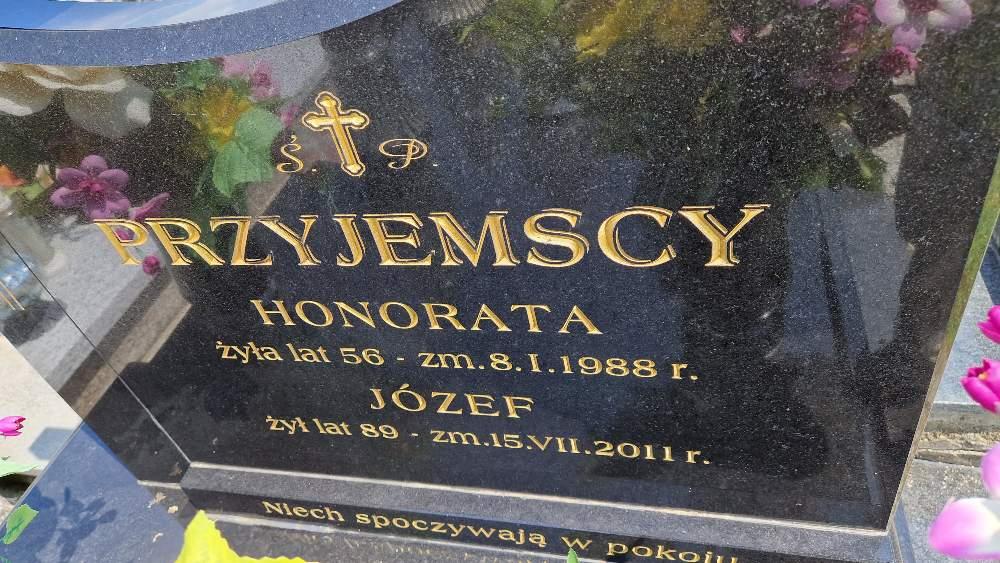 Ś. P
PRZYJEMSCY
HONORATA
żyła lat 56 - zm.8.I.1988 r.
JÓZEF
żył lat 89 - zm.15.VII.2011 r.
Niech spoczywają w pokoju